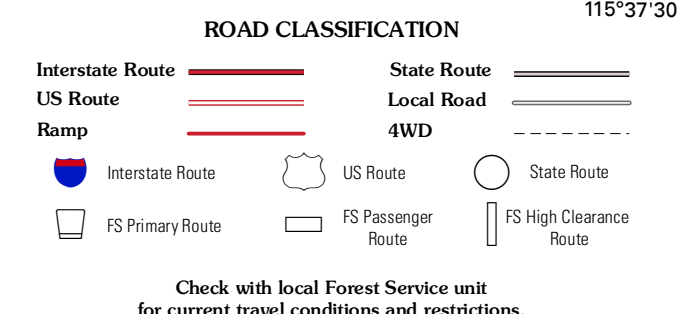 115°37'30
ROAD CLASSIFICATION
Interstate Route
State Route
US Route
Local Road
Ramp
4WD
Interstate Route
US Route
State Route
FS Primary Route
FS Passenger
Route
FS High Clearance
Route
Check with local Forest Service unit
for current travel conditions and restrictions.